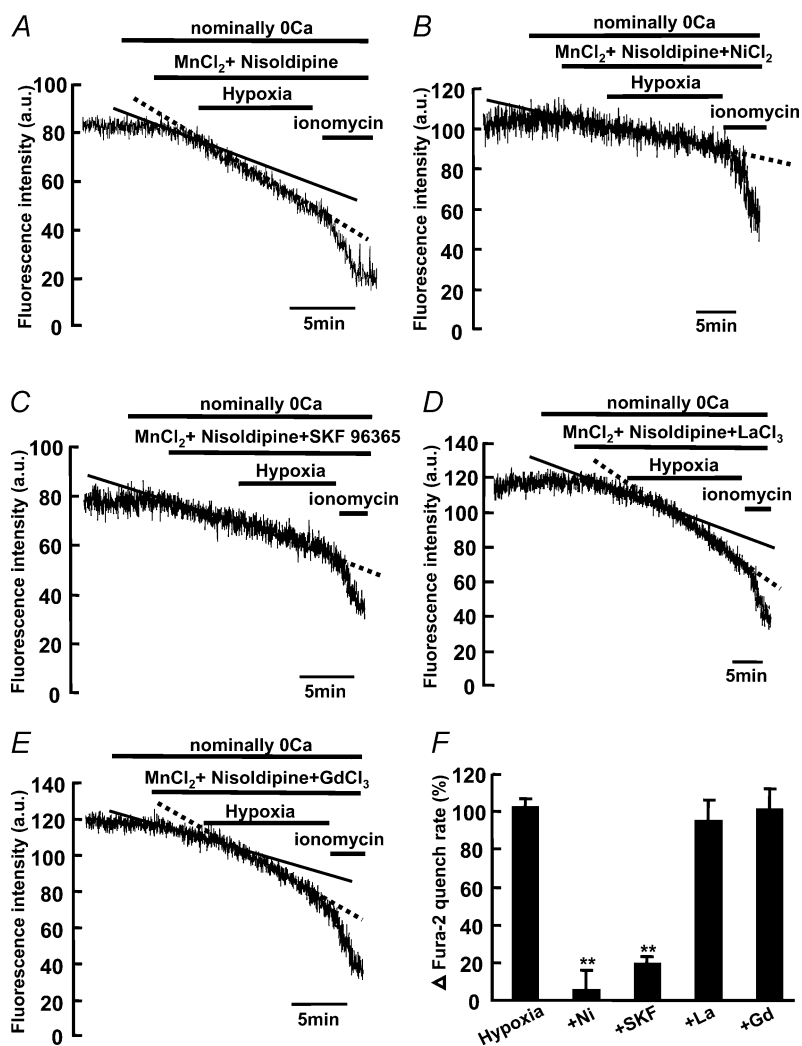 A
nominally 0Ca
MnCl2+ Nisoldipine
Hypoxia
ionomycin
Fluorescence intensity (a.u.)
100
80
60
40
20
0
5min
B
nominally 0Ca
MnCl2+ Nisoldipine+NiCl2
Hypoxia
ionomycin
Fluorescence intensity (a.u.)
120
100
80
60
40
20
0
5min
C
nominally 0Ca
MnCl2+ Nisoldipine+SKF 96365
Hypoxia
ionomycin
Fluorescence intensity (a.u.)
100
80
60
40
20
0
5min
D
nominally 0Ca
MnCl2+ Nisoldipine+LaCl3
Hypoxia
ionomycin
Fluorescence intensity (a.u.)
140
120
100
80
60
40
20
0
5min
E
nominally 0Ca
MnCl2+ Nisoldipine+GdCl3
Hypoxia
ionomycin
Fluorescence intensity (a.u.)
140
120
100
80
60
40
20
0
5min
F
Δ Fura-2 quench rate (%)
120
100
80
60
40
20
0
**
**
Hypoxia
+Ni
+SKF
+La
+Gd